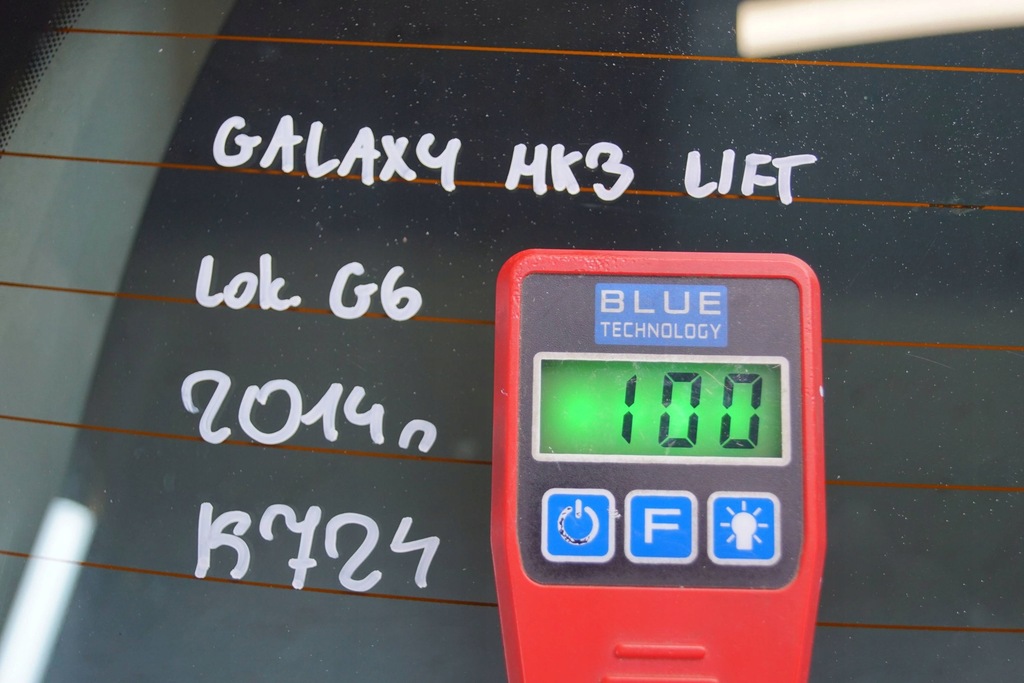 GALAXY MK3 LIFT
Lok. G6
2014r
K724
BLUE
TECHNOLOGY
100
F